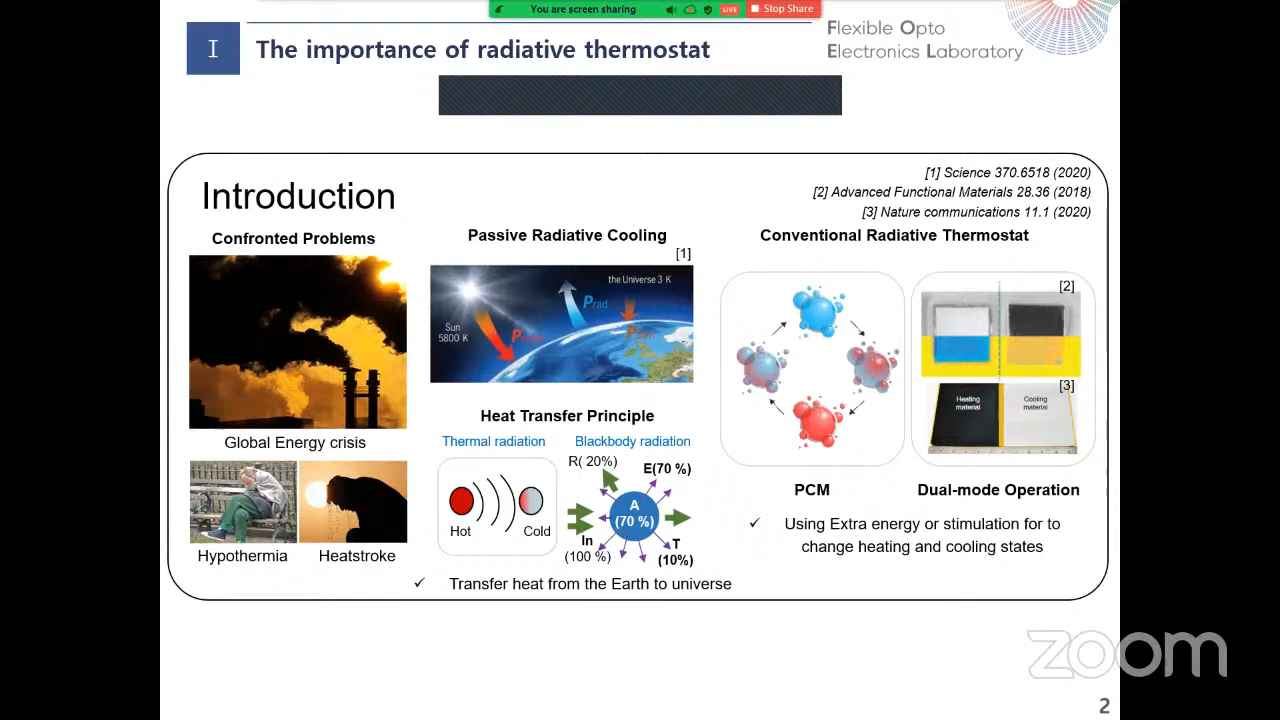 You are screen sharing
LIVE
Stop Share
I
The importance of radiative thermostat
Flexible Opto
Electronics Laboratory
Introduction
[1] Science 370.6518 (2020)
[2] Advanced Functional Materials 28.36 (2018)
[3] Nature communications 11.1 (2020)
Confronted Problems
Global Energy crisis
Hypothermia
Heatstroke
Passive Radiative Cooling
[1]
the Universe 3 K
Prad
Sun
5800 K
Heat Transfer Principle
Thermal radiation
Blackbody radiation
Hot
Cold
R( 20%)
E(70 %)
A
(70 %)
In
(100 %)
T
(10%)
Transfer heat from the Earth to universe
Conventional Radiative Thermostat
[2]
[3]
Heating
material
Cooling
material
PCM
Dual-mode Operation
Using Extra energy or stimulation for to
change heating and cooling states
zoom
2